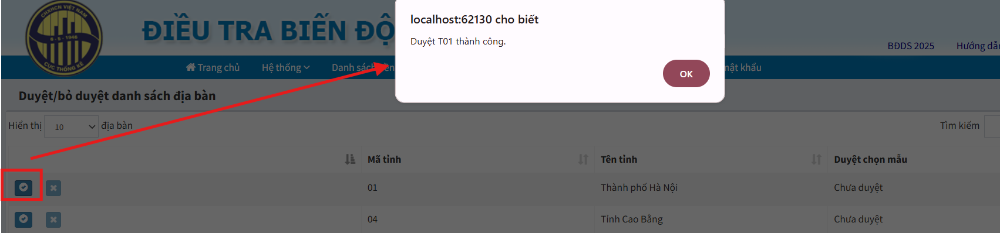 localhost:62130 cho biết
Duyệt T01 thành công.
OK
CHXHCN VIỆT NAM
6 - 5 - 1946
CỤC THỐNG KÊ
ĐIỀU TRA BIẾN ĐỘ
BĐDS 2025 Hướng dẫ
Trang chủ Hệ thống Danh sách mật khẩu
Duyệt/bỏ duyệt danh sách địa bàn
Hiển thị 10 địa bàn Tìm kiếm
Mã tỉnh Tên tỉnh Duyệt chọn mẫu
01 Thành phố Hà Nội Chưa duyệt
04 Tỉnh Cao Bằng Chưa duyệt